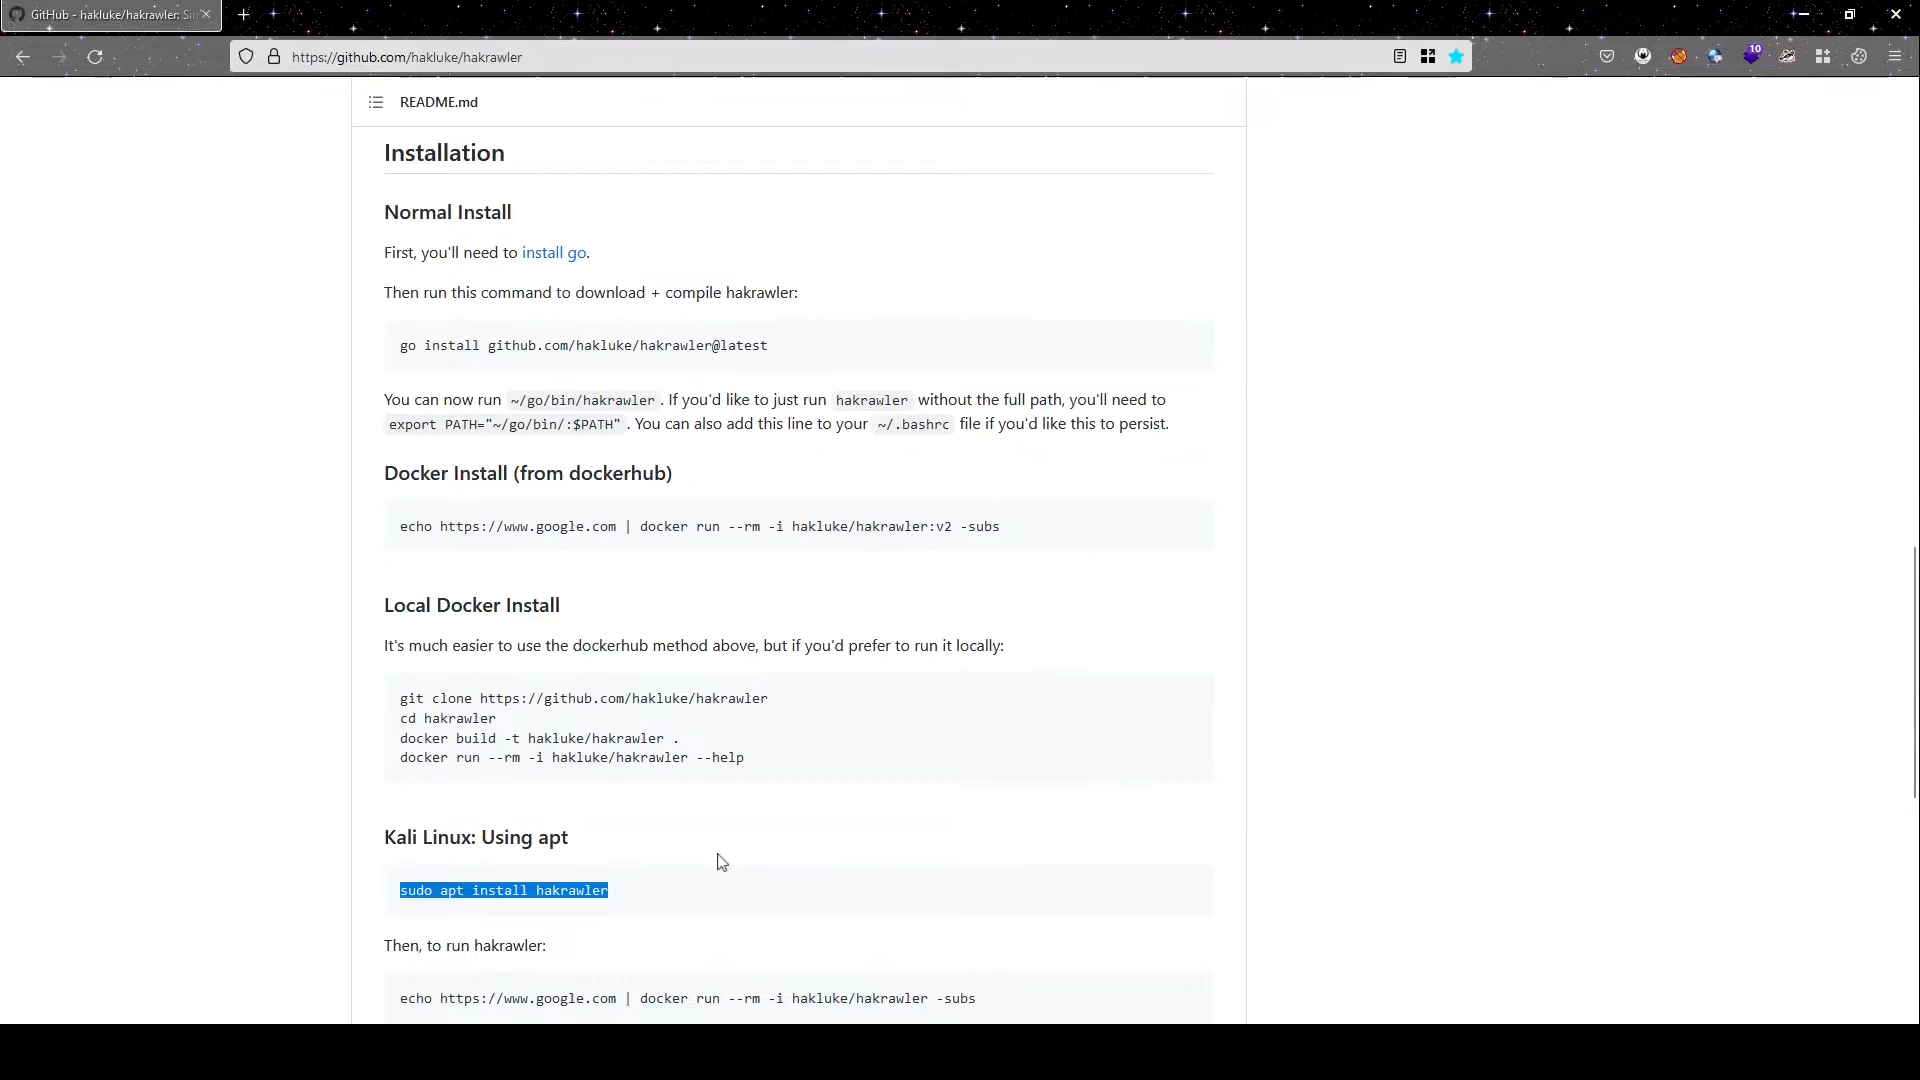 GitHub - hakluke/hakrawler: Si
https://github.com/hakluke/hakrawler
10
README.md
Installation
Normal Install
First, you'll need to install go.
Then run this command to download + compile hakrawler:
go install github.com/hakluke/hakrawler@latest
You can now run ~/go/bin/hakrawler. If you'd like to just run hakrawler without the full path, you'll need to
export PATH="~/go/bin/:$PATH". You can also add this line to your ~/.bashrc file if you'd like this to persist.
Docker Install (from dockerhub)
echo https://www.google.com | docker run --rm -i hakluke/hakrawler:v2 -subs
Local Docker Install
It's much easier to use the dockerhub method above, but if you'd prefer to run it locally:
git clone https://github.com/hakluke/hakrawler
cd hakrawler
docker build -t hakluke/hakrawler .
docker run --rm -i hakluke/hakrawler --help
Kali Linux: Using apt
sudo apt install hakrawler
Then, to run hakrawler:
echo https://www.google.com | docker run --rm -i hakluke/hakrawler -subs